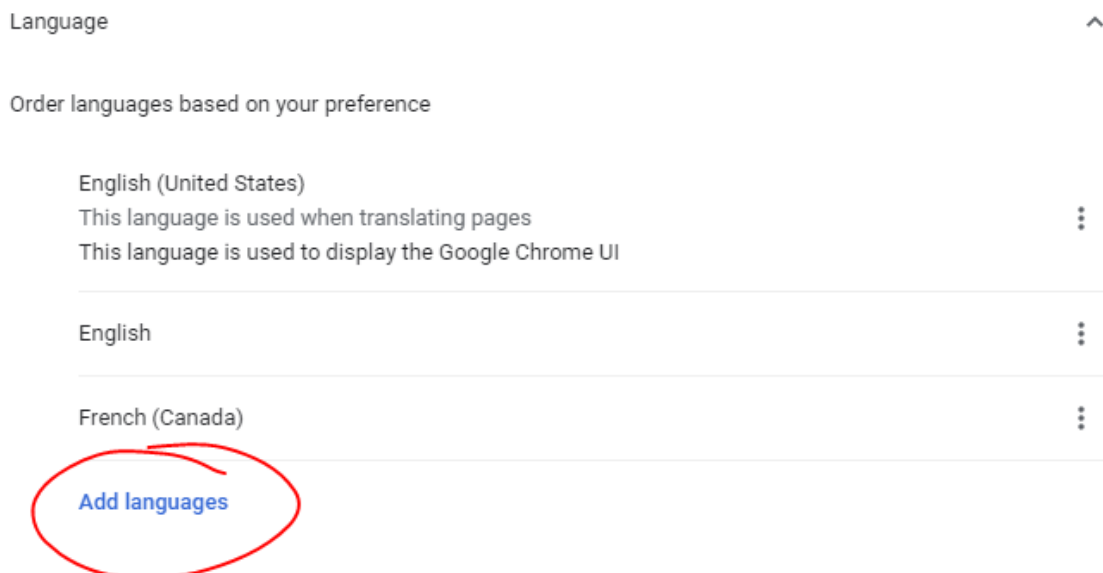 Language
Order languages based on your preference
English (United States)
This language is used when translating pages
This language is used to display the Google Chrome UI
English
French (Canada)
Add languages